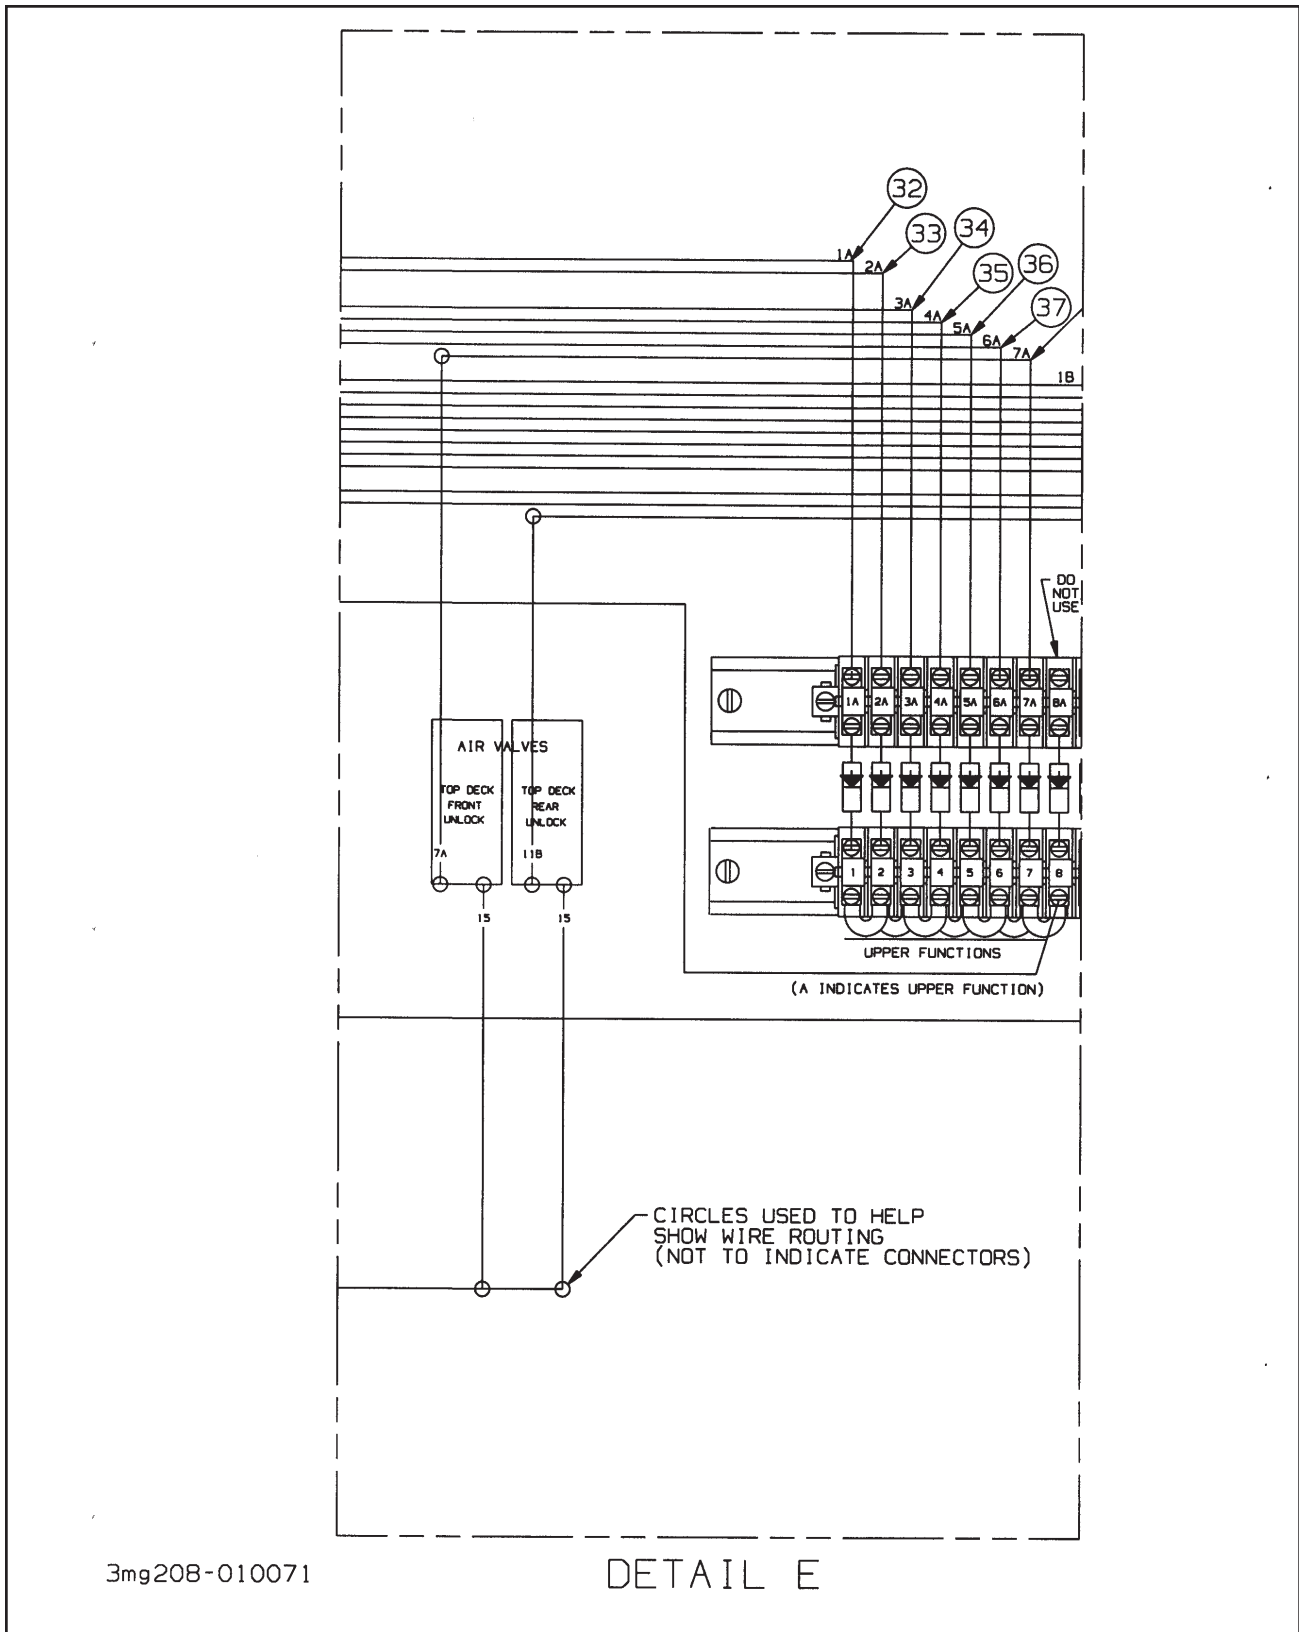 32
33
34
35
36
37
1A
2A
3A
4A
5A
6A
7A
1B
DO
NOT
USE
1A 2A 3A 4A 5A 6A 7A 8A
AIR VALVES
TOP DECK
FRONT
UNLOCK
TOP DECK
REAR
UNLOCK
7A
11B
1 2 3 4 5 6 7 8
15
15
UPPER FUNCTIONS
(A INDICATES UPPER FUNCTION)
CIRCLES USED TO HELP
SHOW WIRE ROUTING
(NOT TO INDICATE CONNECTORS)
3mg208-010071
DETAIL E